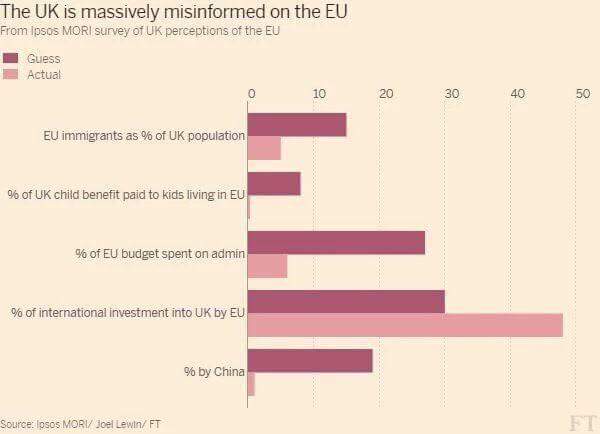 The UK is massively misinformed on the EU
From Ipsos MORI survey of UK perceptions of the EU
Guess
Actual
0 10 20 30 40 50
EU immigrants as % of UK population
% of UK child benefit paid to kids living in EU
% of EU budget spent on admin
% of international investment into UK by EU
% by China
Source: Ipsos MORI/ Joel Lewin/ FT
FT